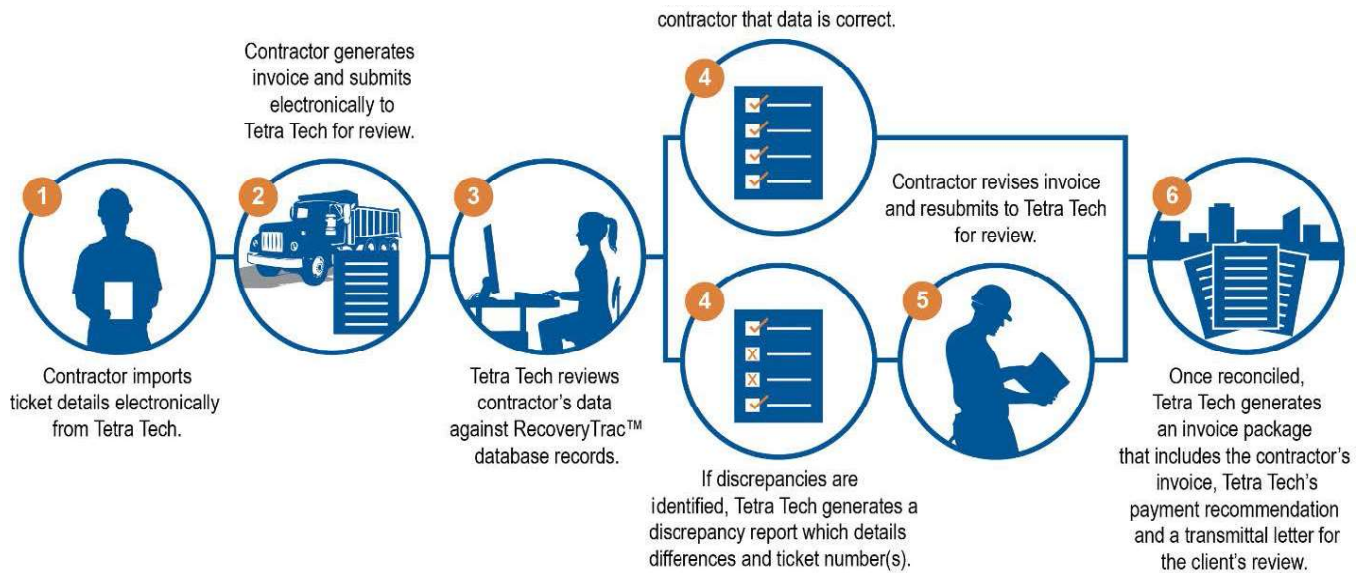 1
Contractor imports
ticket details electronically
from Tetra Tech.
Contractor generates
invoice and submits
electronically to
Tetra Tech for review.
2
3
Tetra Tech reviews
contractor's data
against RecoveryTrac™
database records.
contractor that data is correct.
4
4
If discrepancies are
identified, Tetra Tech generates a
discrepancy report which details
differences and ticket number(s).
Contractor revises invoice
and resubmits to Tetra Tech
for review.
5
6
Once reconciled,
Tetra Tech generates
an invoice package
that includes the contractor's
invoice, Tetra Tech's
payment recommendation
and a transmittal letter for
the client's review.